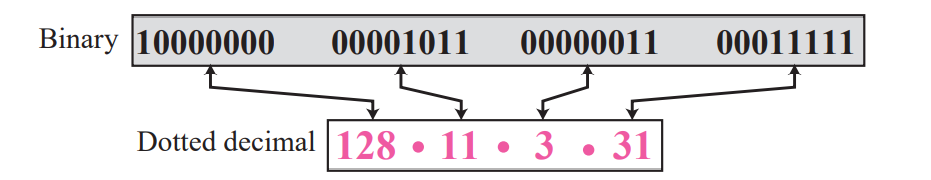 Binary 10000000 00001011 00000011 00011111
Dotted decimal 128 • 11 • 3 • 31